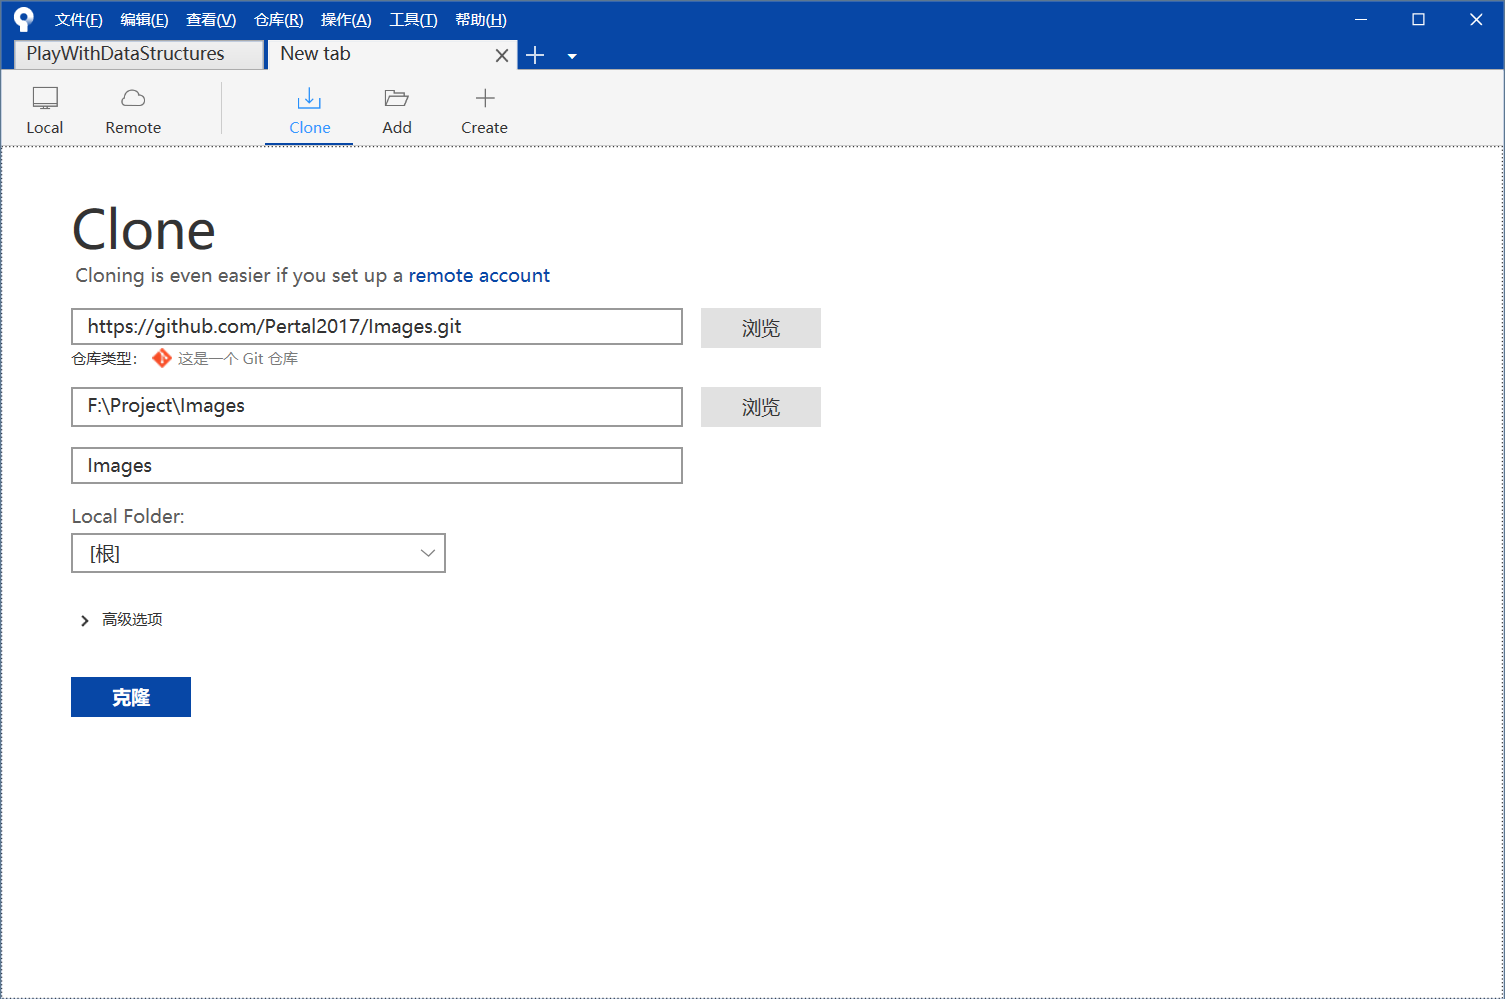 文件(F) 编辑(E) 查看(V) 仓库(R) 操作(A) 工具(T) 帮助(H)
PlayWithDataStructures New tab
Local Remote Clone Add Create
Clone
Cloning is even easier if you set up a remote account
https://github.com/Pertal2017/Images.git 浏览
仓库类型: 这是一个 Git 仓库
F:\Project\Images 浏览
Images
Local Folder:
[根]
高级选项
克隆